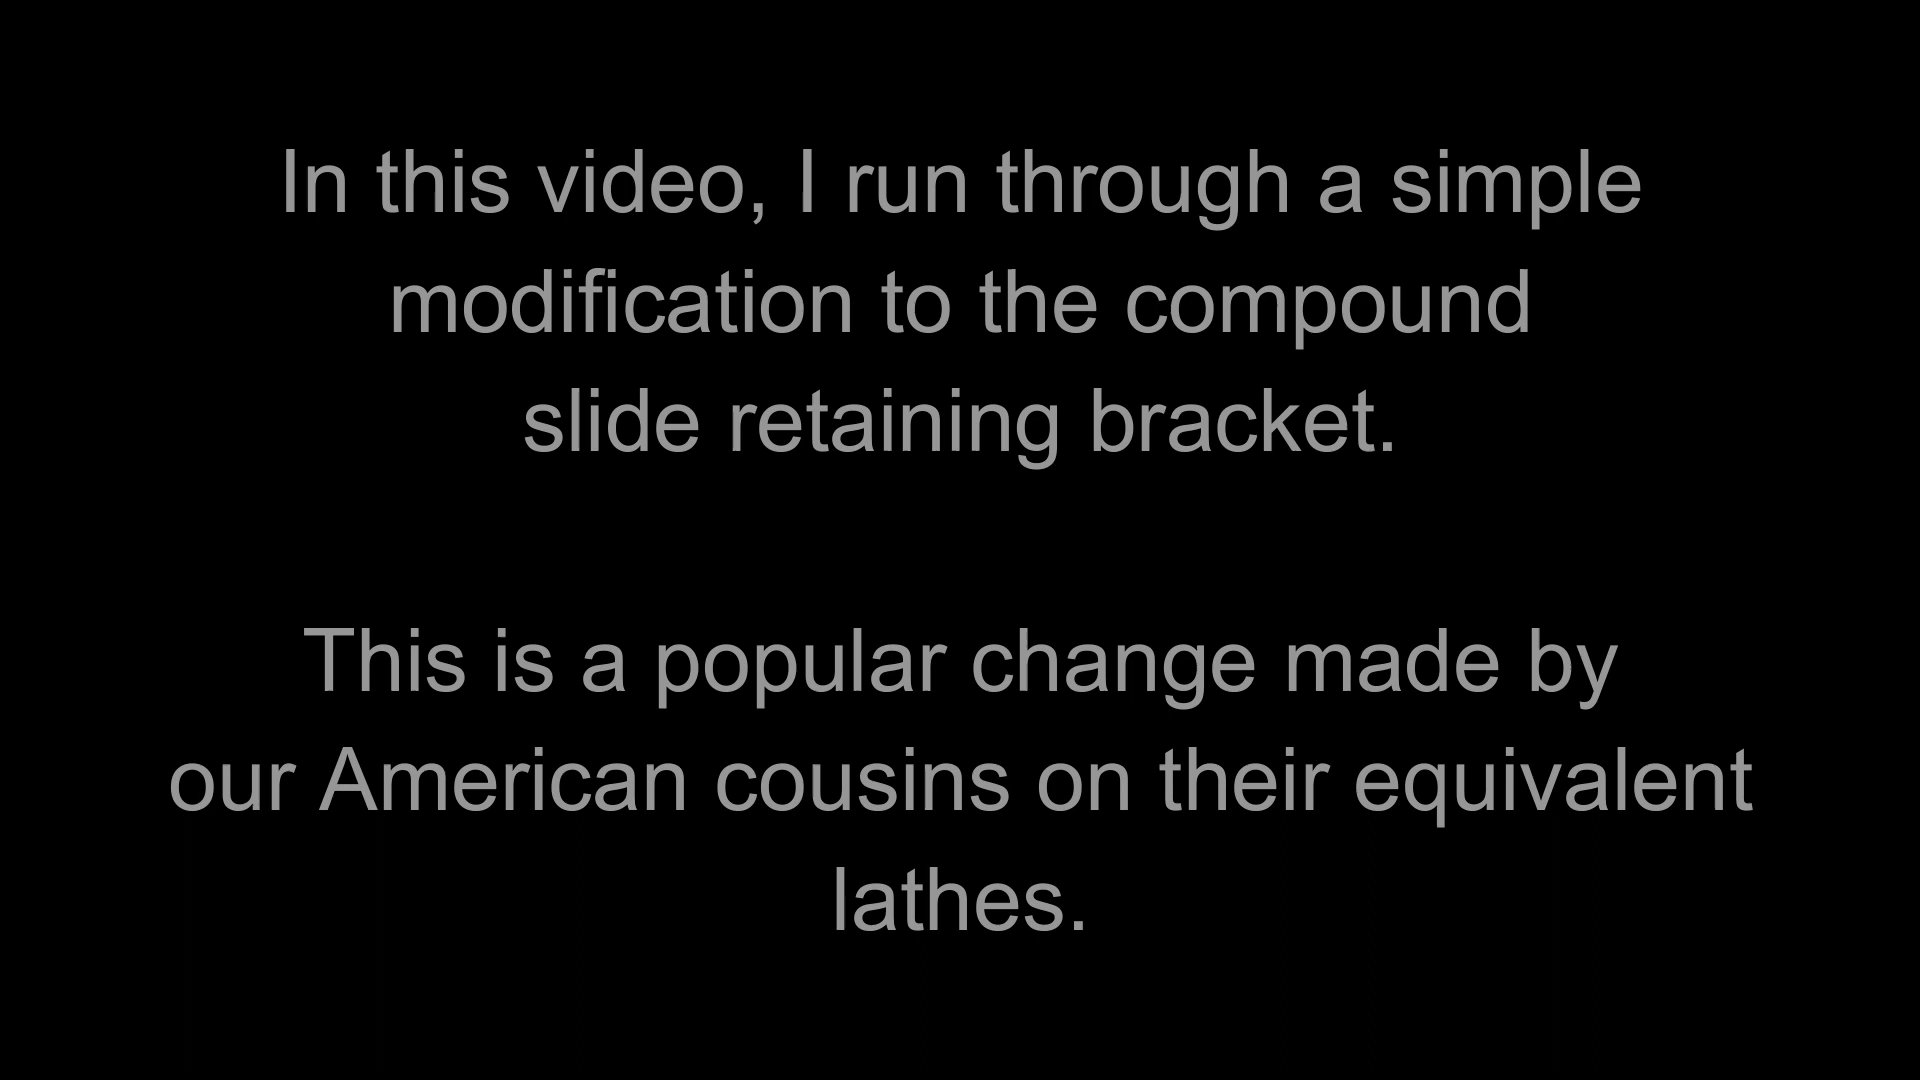 In this video, I run through a simple
modification to the compound
slide retaining bracket.
This is a popular change made by
our American cousins on their equivalent
lathes.